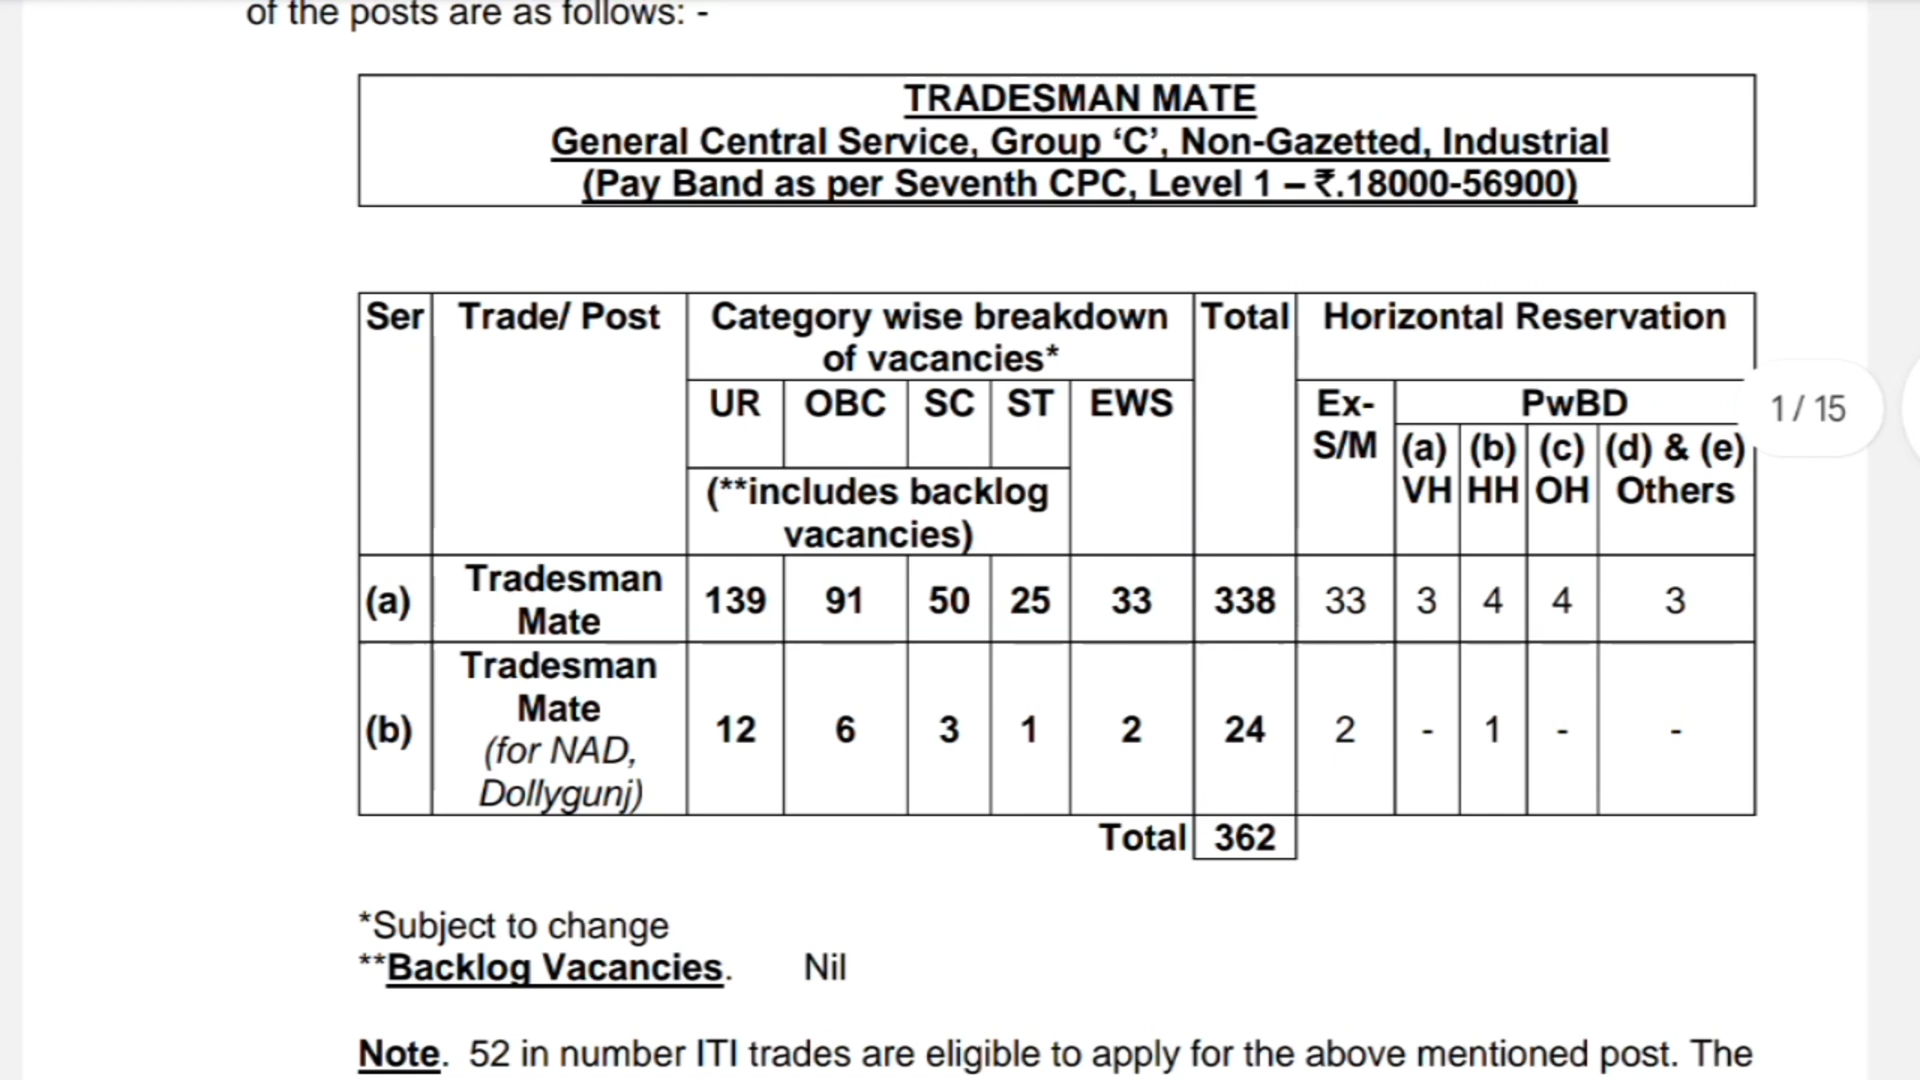 of the posts are as follows: -
TRADESMAN MATE
General Central Service, Group ‘C’, Non-Gazetted, Industrial
(Pay Band as per Seventh CPC, Level 1 – ₹.18000-56900)
Ser Trade/ Post Category wise breakdown of vacancies* Total Horizontal Reservation
UR OBC SC ST EWS Ex-S/M PwBD
(a) VH (b) HH (c) OH (d) & (e) Others
(**includes backlog vacancies)
(a) Tradesman Mate 139 91 50 25 33 338 33 3 4 4 3
(b) Tradesman Mate (for NAD, Dollygunj) 12 6 3 1 2 24 2 - 1 - -
Total 362
1 / 15
*Subject to change
**Backlog Vacancies. Nil
Note. 52 in number ITI trades are eligible to apply for the above mentioned post. The